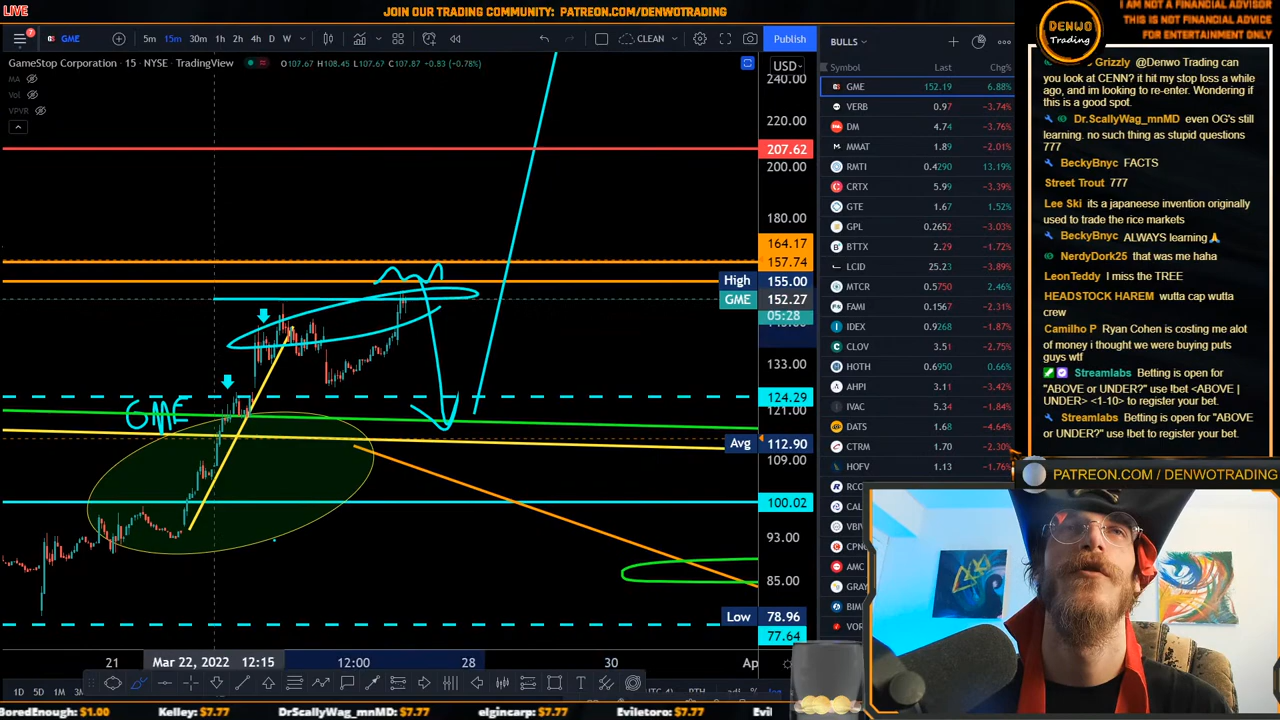 LIVE
JOIN OUR TRADING COMMUNITY: PATREON.COM/DENWOTRADING
I AM NOT A FINANCIAL ADVISOR
THIS IS NOT FINANCIAL ADVICE
FOR ENTERTAINMENT ONLY
DENWO
Trading
GME 5m 15m 30m 1h 2h 4h D W CLEAN Publish
GameStop Corporation · 15 · NYSE · TradingView O107.67 H108.45 L107.67 C107.87 -0.83 (-0.78%)
USD
MA
Vol
VPVR
240.00
220.00
207.62
200.00
180.00
164.17
157.74
High 155.00
GME 152.27
05:28
133.00
124.29
121.00
Avg 112.90
109.00
100.02
93.00
85.00
Low 78.96
77.64
GME
21 Mar 22, 2022 12:15 12:00 28 30 Ap
1D 5D 1M 3M
BULLS
Symbol Last Chg%
GME 152.19 6.88%
VERB 0.97 -3.74%
DM 4.74 -3.76%
MMAT 1.89 -2.01%
RMTI 0.4290 13.19%
CRTX 5.99 -3.39%
GTE 1.67 1.52%
GPL 0.2652 -3.03%
BTTX 2.29 -1.72%
LCID 25.23 -3.89%
MTCR 0.5750 2.46%
FAMI 0.1567 -2.31%
IDEX 0.9268 -1.87%
CLOV 3.51 -2.75%
HOTH 0.66 -1.97%
AHPI 3.11 -3.42%
IVAC 5.34 -1.84%
DATS 1.68 -4.64%
CTRM 1.70 -2.30%
HOFV 1.13 -1.76%
RCO
CAL
VBIV
CPN
AMC
GRAY
BIM
VOR
Grizzly @Denwo Trading can
you look at CENN? it hit my stop loss a while
ago, and im looking to re-enter. Wondering if
this is a good spot.
Dr.ScallyWag_mnMD even OG's still
learning. no such thing as stupid questions
777
BeckyBnyc FACTS
Street Trout 777
Lee Ski its a japaneese invention originally
used to trade the rice markets
BeckyBnyc ALWAYS learning
NerdyDork25 that was me haha
LeonTeddy I miss the TREE
HEADSTOCK HAREM wutta cap wutta
crew
Camilho P Ryan Cohen is costing me alot
of money i thought we were buying puts
guys wtf
Streamlabs Betting is open for
"ABOVE or UNDER?" use !bet <ABOVE |
UNDER> <1-10> to register your bet.
Streamlabs Betting is open for "ABOVE
or UNDER?" use !bet to register your bet.
PATREON.COM / DENWOTRADING
BoredEnough: $1.00 Kelley: $7.77 DrScallyWag_mnMD: $7.77 elgincarp: $7.77 Eviletoro: $7.77 Evil